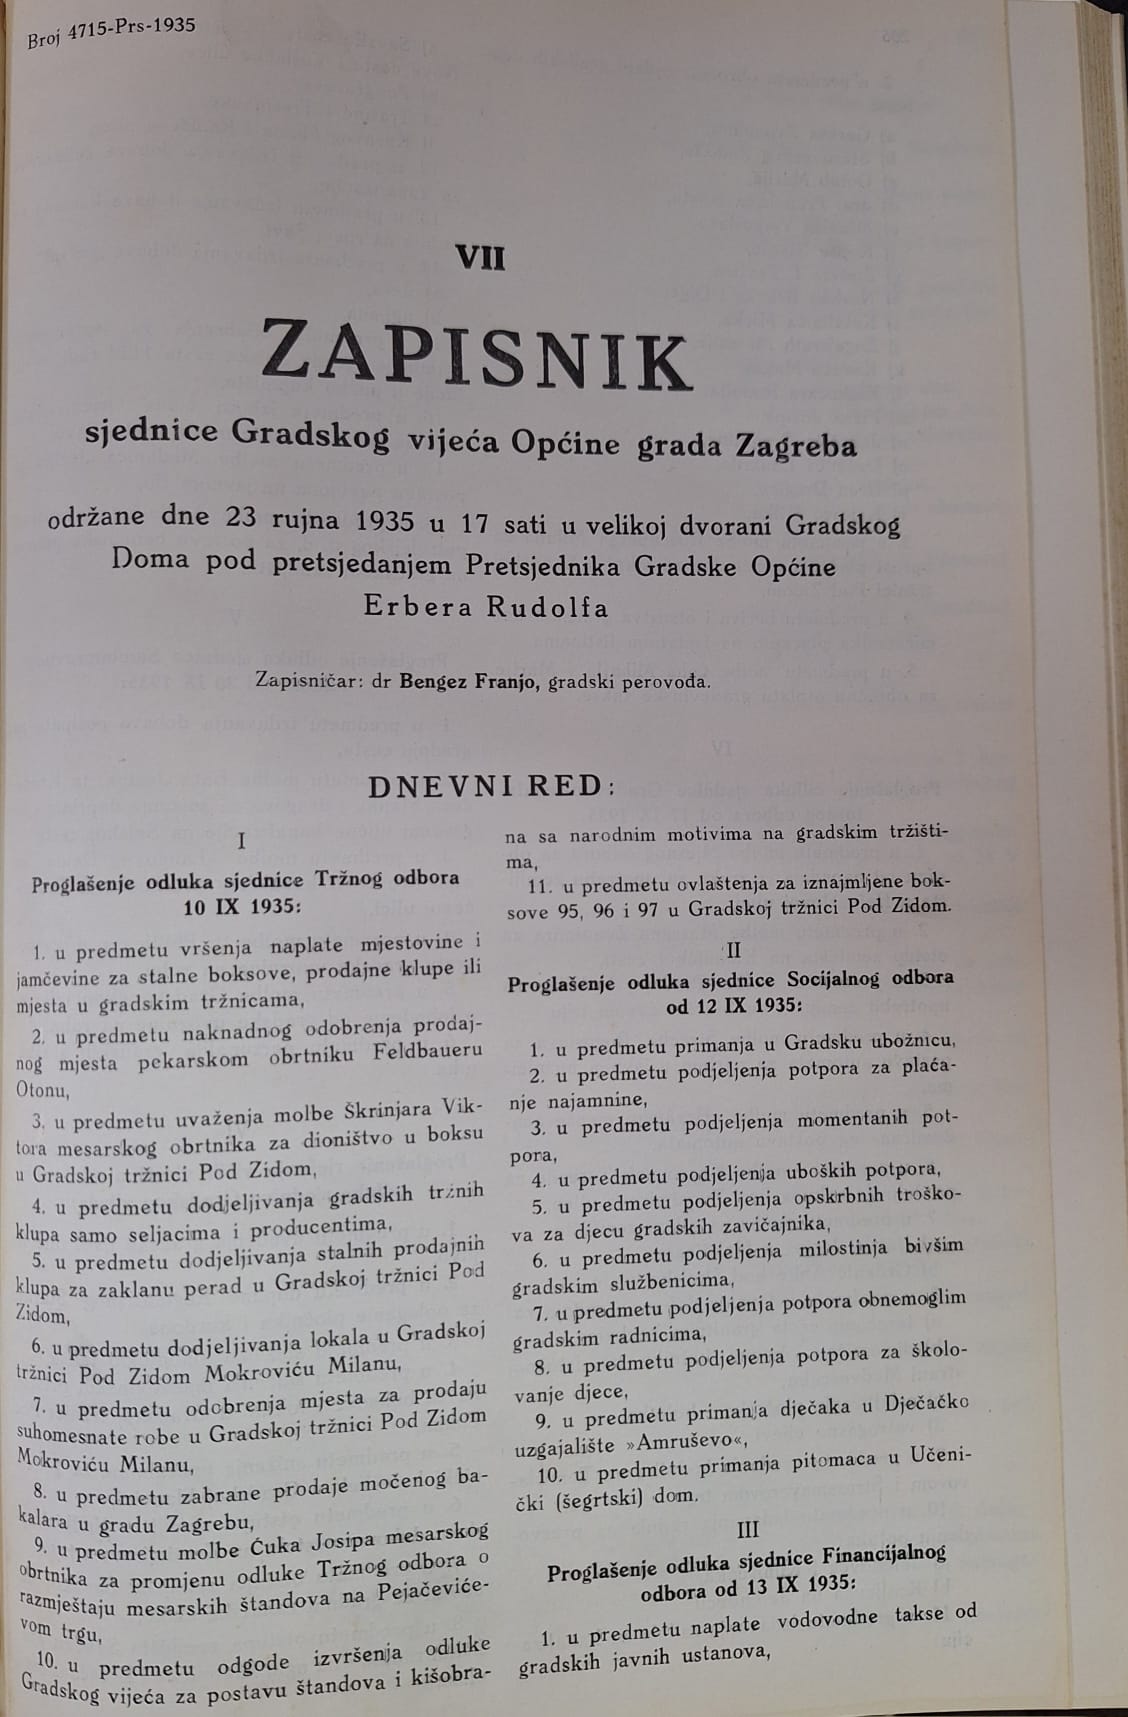 Broj 4715-Prs-1935
VII
ZAPISNIK
sjednice Gradskog vijeća Općine grada Zagreba
održane dne 23 rujna 1935 u 17 sati u velikoj dvorani Gradskog
Doma pod pretsjedanjem Pretsjednika Gradske Općine
Erbera Rudolfa
Zapisničar: dr Bengez Franjo, gradski perovođa.
DNEVNI RED:
I
Proglašenje odluka sjednice Tržnog odbora
10 IX 1935:
1. u predmetu vršenja naplate mjestovine i
jamčevine za stalne boksove, prodajne klupe ili
mjesta u gradskim tržnicama,
2. u predmetu naknadnog odobrenja prodaj-
nog mjesta pekarskom obrtniku Feldbaueru
Otonu,
3. u predmetu uvaženja molbe Škrinjara Vik-
tora mesarskog obrtnika za dioništvo u boksu
u Gradskoj tržnici Pod Zidom,
4. u predmetu dodjeljivanja gradskih tržnih
klupa samo seljacima i producentima,
5. u predmetu dodjeljivanja stalnih prodajnih
klupa za zaklanu perad u Gradskoj tržnici Pod
Zidom,
6. u predmetu dodjeljivanja lokala u Gradskoj
tržnici Pod Zidom Mokroviću Milanu,
7. u predmetu odobrenja mjesta za prodaju
suhomesnate robe u Gradskoj tržnici Pod Zidom
Mokroviću Milanu,
8. u predmetu zabrane prodaje močenog ba-
kalara u gradu Zagrebu,
9. u predmetu molbe Ćuka Josipa mesarskog
obrtnika za promjenu odluke Tržnog odbora o
razmještaju mesarskih štandova na Pejačeviće-
vom trgu,
10. u predmetu odgode izvršenja odluke
Gradskog vijeća za postavu štandova i kišobra-
na sa narodnim motivima na gradskim tržišti-
ma,
11. u predmetu ovlaštenja za iznajmljene bok-
sove 95, 96 i 97 u Gradskoj tržnici Pod Zidom.
II
Proglašenje odluka sjednice Socijalnog odbora
od 12 IX 1935:
1. u predmetu primanja u Gradsku ubožnicu,
2. u predmetu podjeljenja potpora za plaća-
nje najamnine,
3. u predmetu podjeljenja momentanih pot-
pora,
4. u predmetu podjeljenja uboških potpora,
5. u predmetu podjeljenja opskrbnih troško-
va za djecu gradskih zavičajnika,
6. u predmetu podjeljenja milostinja bivšim
gradskim službenicima,
7. u predmetu podjeljenja potpora obnemoglim
gradskim radnicima,
8. u predmetu podjeljenja potpora za školo-
vanje djece,
9. u predmetu primanja dječaka u Dječačko
uzgajalište »Amruševo«,
10. u predmetu primanja pitomaca u Učeni-
čki (šegrtski) dom.
III
Proglašenje odluka sjednice Financijalnog
odbora od 13 IX 1935:
1. u predmetu naplate vodovodne takse od
gradskih javnih ustanova,